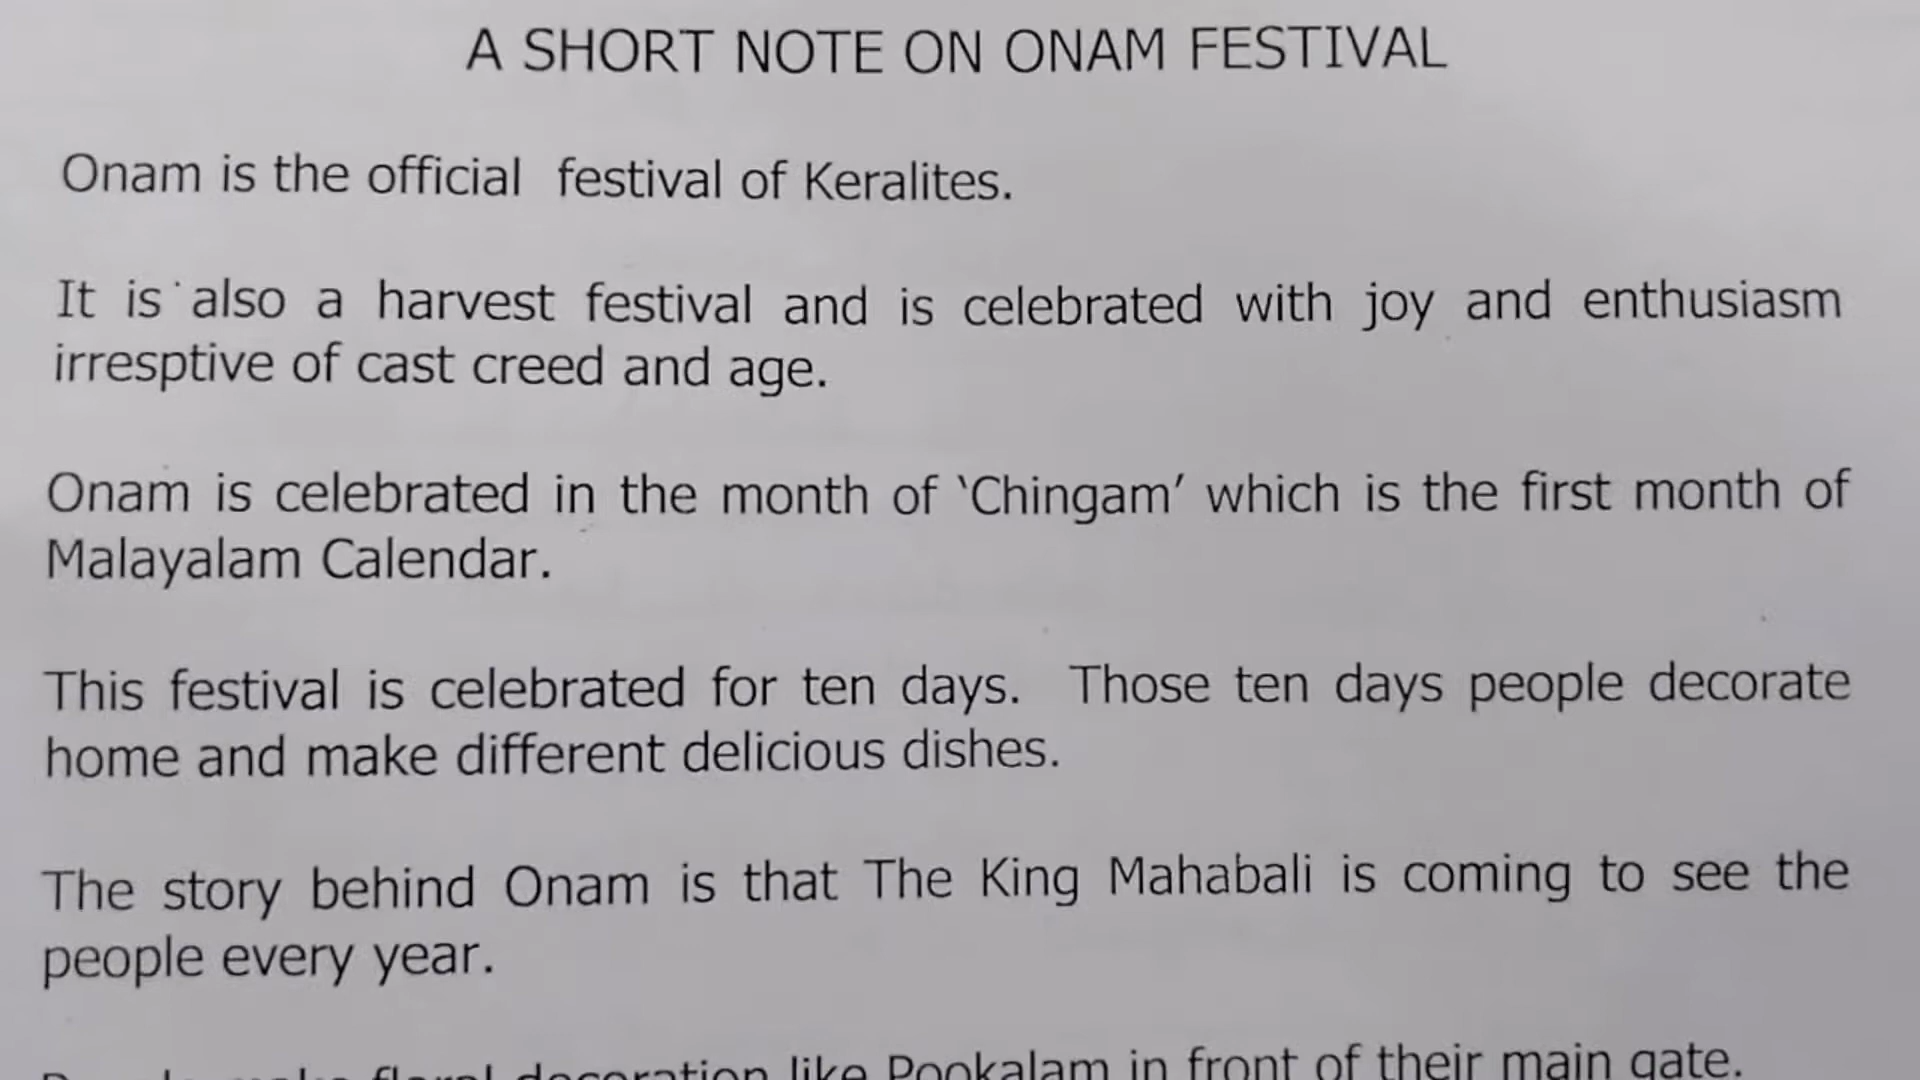 A SHORT NOTE ON ONAM FESTIVAL
Onam is the official festival of Keralites.
It is also a harvest festival and is celebrated with joy and enthusiasm
irresptive of cast creed and age.
Onam is celebrated in the month of ‘Chingam’ which is the first month of
Malayalam Calendar.
This festival is celebrated for ten days. Those ten days people decorate
home and make different delicious dishes.
The story behind Onam is that The King Mahabali is coming to see the
people every year.
People make floral decoration like Pookalam in front of their main gate.